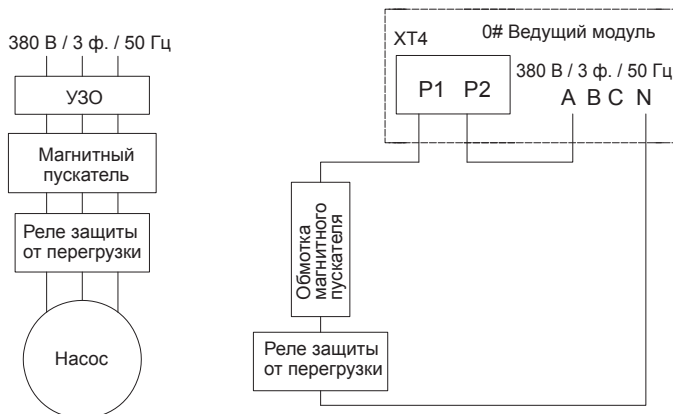 380 В / 3 ф. / 50 Гц
УЗО
Магнитный
пускатель
Реле защиты
от перегрузки
Насос
0# Ведущий модуль
XT4
380 В / 3 ф. / 50 Гц
P1 P2
A B C N
Обмотка
магнитного
пускателя
Реле защиты
от перегрузки